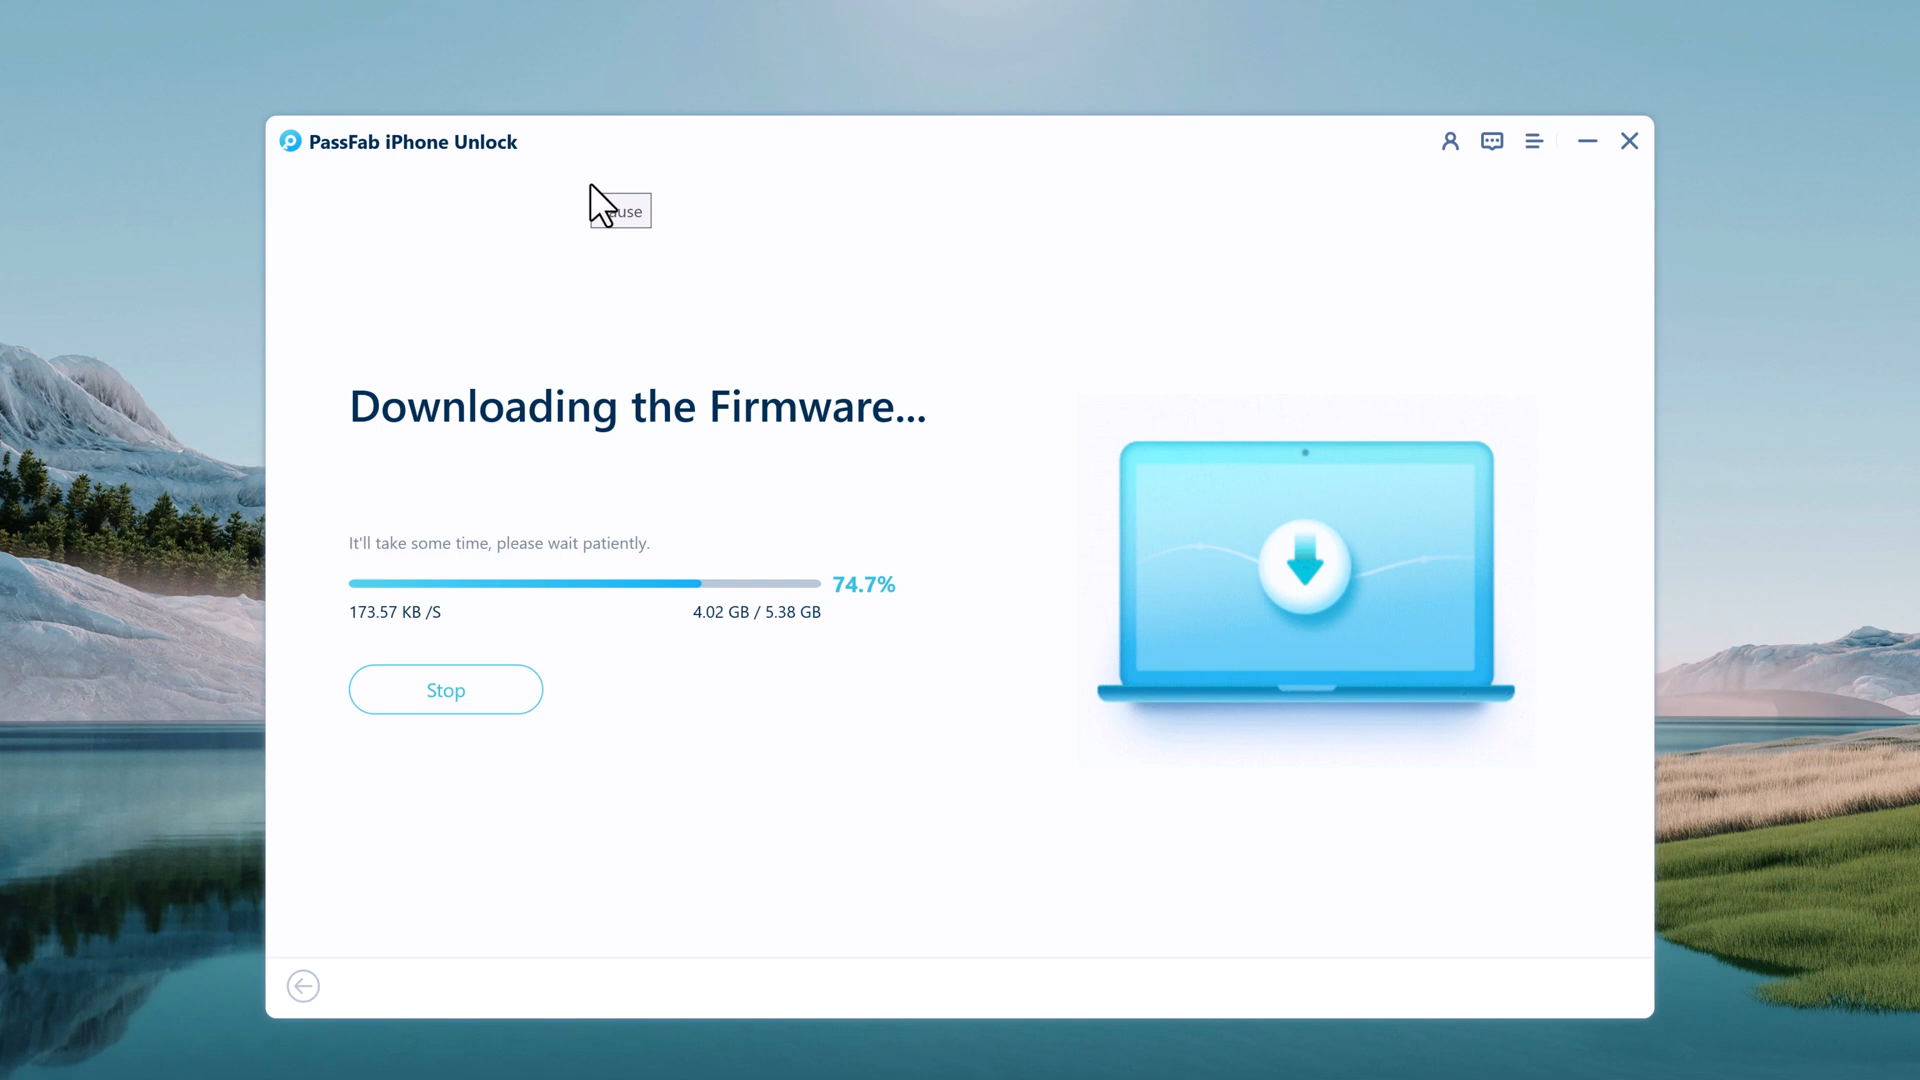 PassFab iPhone Unlock
Downloading the Firmware...
It'll take some time, please wait patiently.
74.7%
173.57 KB /S
4.02 GB / 5.38 GB
Stop